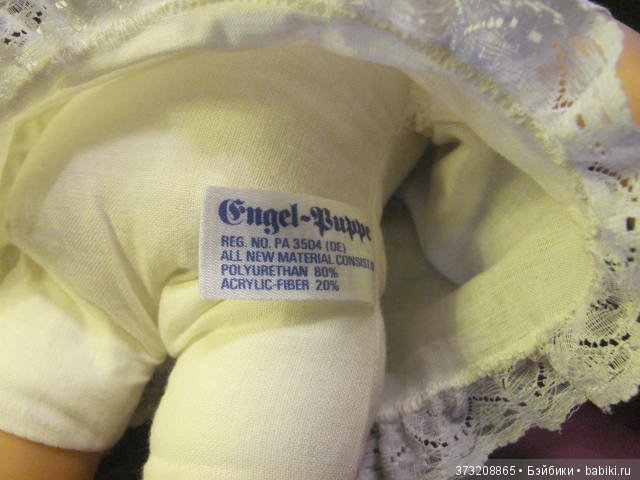 Engel-Puppe
REG. NO. PA 3504 (DE)
ALL NEW MATERIAL CONSIST
POLYURETHAN 80%
ACRYLIC-FIBER 20%
373208865 • Бэйбики • babiki.ru